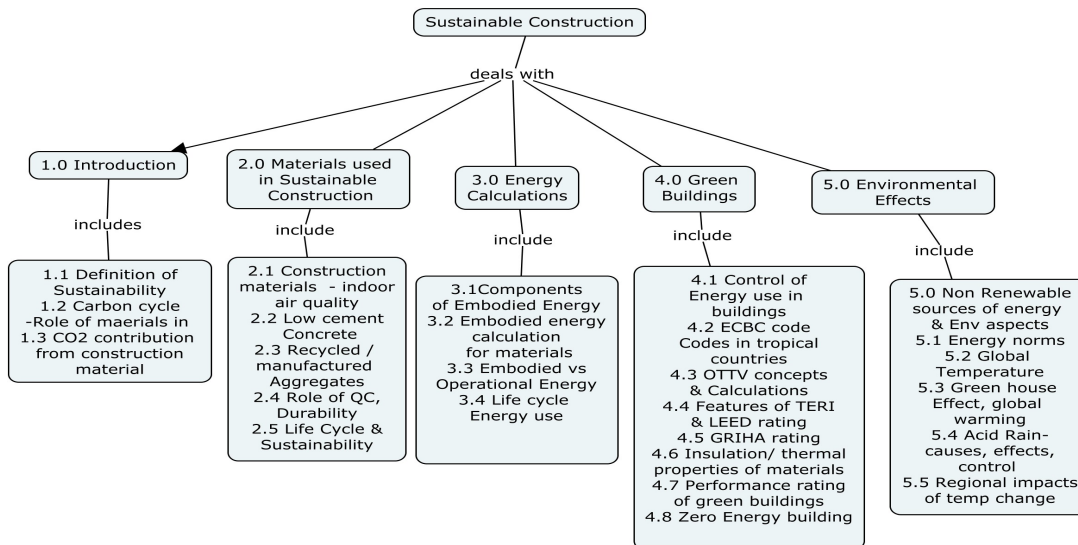 Sustainable Construction
deals with
1.0 Introduction
includes
1.1 Definition of
Sustainability
1.2 Carbon cycle
-Role of maerials in
1.3 CO2 contribution
from construction
material
2.0 Materials used
in Sustainable
Construction
include
2.1 Construction
materials - indoor
air quality
2.2 Low cement
Concrete
2.3 Recycled /
manufactured
Aggregates
2.4 Role of QC,
Durability
2.5 Life Cycle &
Sustainability
3.0 Energy
Calculations
include
3.1Components
of Embodied Energy
3.2 Embodied energy
calculation
for materials
3.3 Embodied vs
Operational Energy
3.4 Life cycle
Energy use
4.0 Green
Buildings
include
4.1 Control of
Energy use in
buildings
4.2 ECBC code
Codes in tropical
countries
4.3 OTTV concepts
& Calculations
4.4 Features of TERI
& LEED rating
4.5 GRIHA rating
4.6 Insulation/ thermal
properties of materials
4.7 Performance rating
of green buildings
4.8 Zero Energy building
5.0 Environmental
Effects
include
5.0 Non Renewable
sources of energy
& Env aspects
5.1 Energy norms
5.2 Global
Temperature
5.3 Green house
Effect, global
warming
5.4 Acid Rain-
causes, effects,
control
5.5 Regional impacts
of temp change